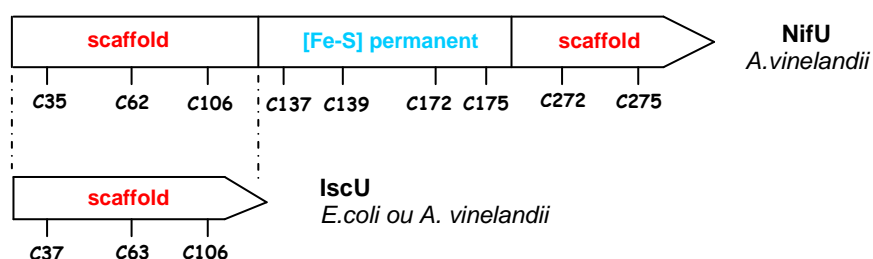 scaffold [Fe-S] permanent scaffold NifU
A.vinelandii
C35 C62 C106 C137 C139 C172 C175 C272 C275
scaffold IscU
E.coli ou A. vinelandii
C37 C63 C106